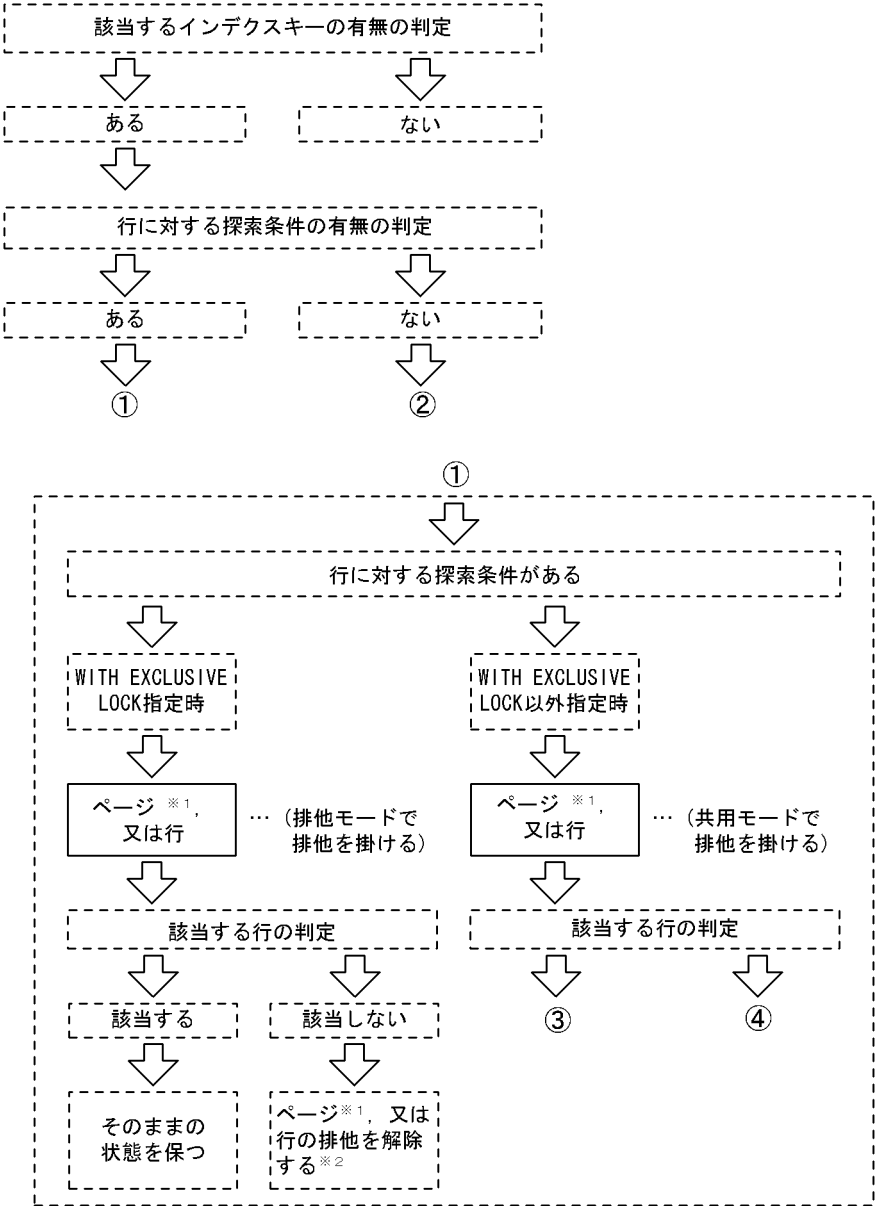 該当するインデクスキーの有無の判定
ある
ない
行に対する探索条件の有無の判定
ある
ない
①
②
①
行に対する探索条件がある
WITH EXCLUSIVE
LOCK指定時
WITH EXCLUSIVE
LOCK以外指定時
ページ ※1,
又は行
…（排他モードで
排他を掛ける）
ページ ※1,
又は行
…（共用モードで
排他を掛ける）
該当する行の判定
該当する行の判定
該当する
該当しない
③
④
そのままの
状態を保つ
ページ※1，又は
行の排他を解除
する※2